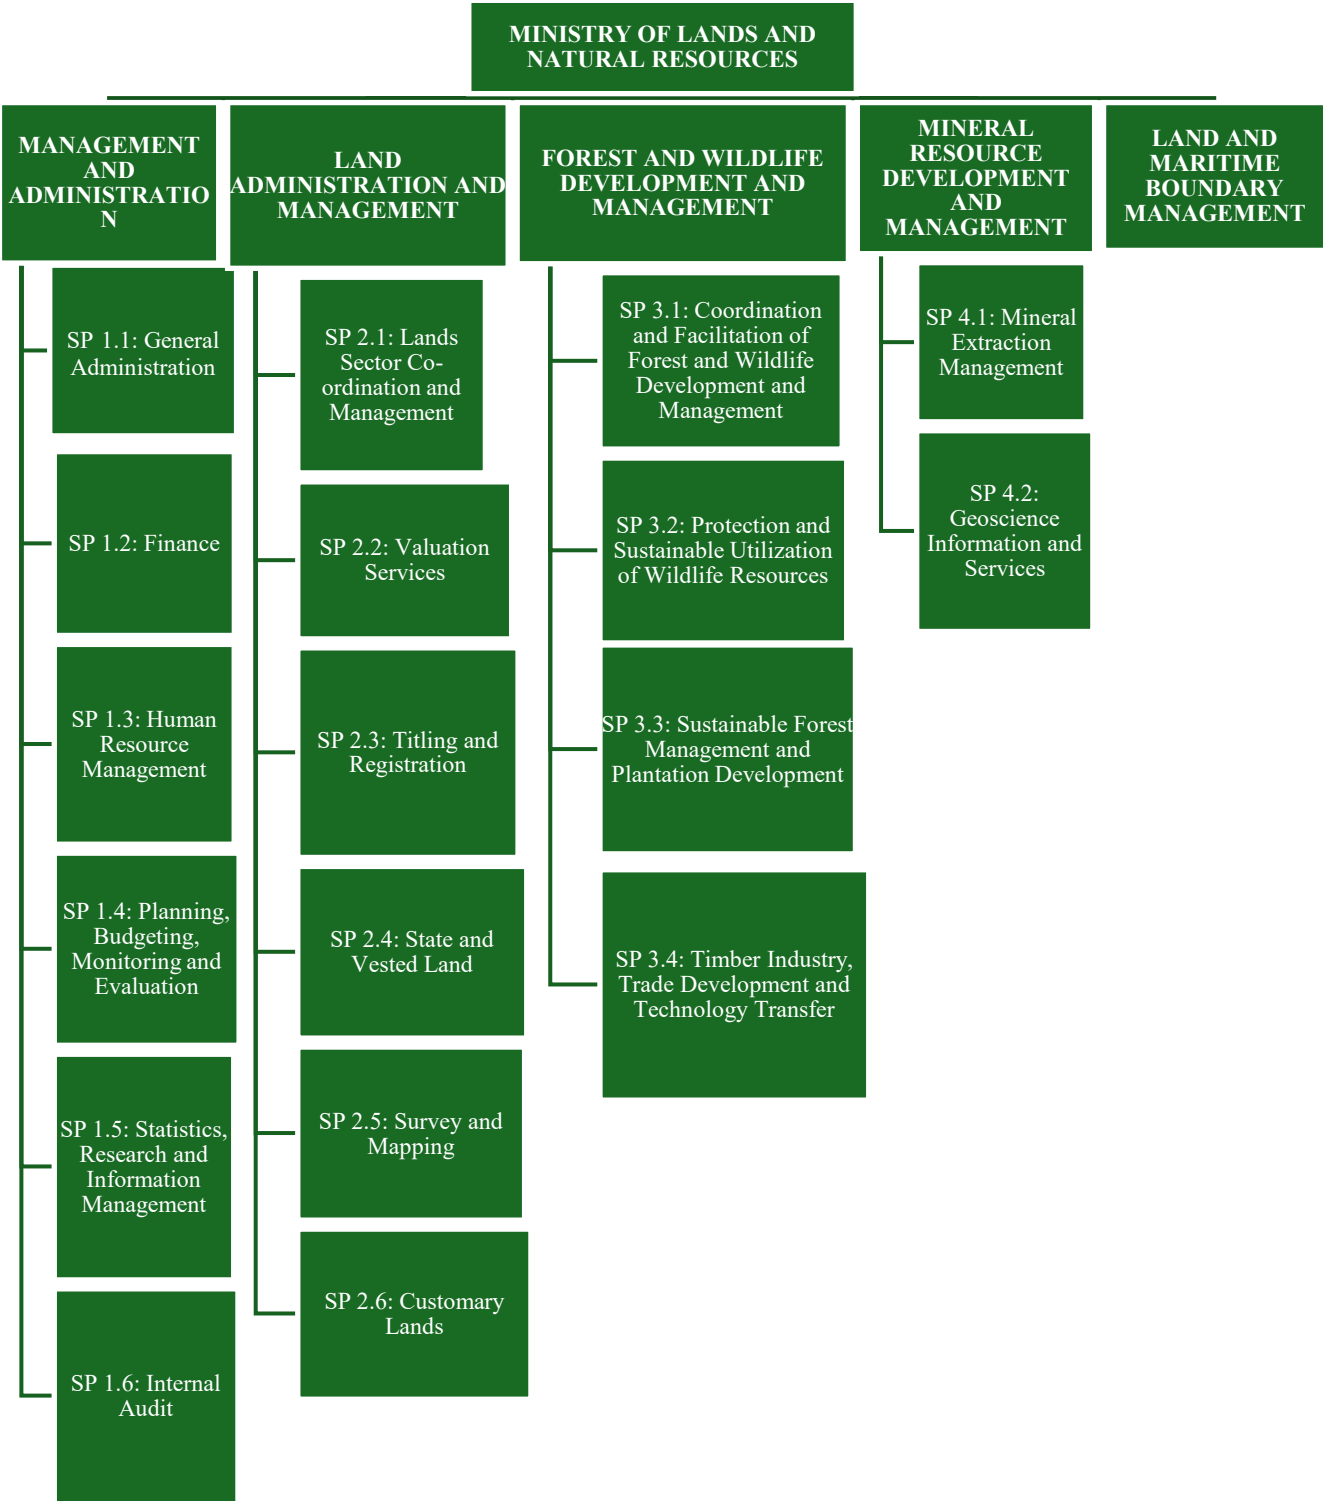 MINISTRY OF LANDS AND
NATURAL RESOURCES
MANAGEMENT
AND
ADMINISTRATIO
N
SP 1.1: General
Administration
SP 1.2: Finance
SP 1.3: Human
Resource
Management
SP 1.4: Planning,
Budgeting,
Monitoring and
Evaluation
SP 1.5: Statistics,
Research and
Information
Management
SP 1.6: Internal
Audit
LAND
ADMINISTRATION AND
MANAGEMENT
SP 2.1: Lands
Sector Co-
ordination and
Management
SP 2.2: Valuation
Services
SP 2.3: Titling and
Registration
SP 2.4: State and
Vested Land
SP 2.5: Survey and
Mapping
SP 2.6: Customary
Lands
FOREST AND WILDLIFE
DEVELOPMENT AND
MANAGEMENT
SP 3.1: Coordination
and Facilitation of
Forest and Wildlife
Development and
Management
SP 3.2: Protection and
Sustainable Utilization
of Wildlife Resources
SP 3.3: Sustainable Forest
Management and
Plantation Development
SP 3.4: Timber Industry,
Trade Development and
Technology Transfer
MINERAL
RESOURCE
DEVELOPMENT
AND
MANAGEMENT
SP 4.1: Mineral
Extraction
Management
SP 4.2:
Geoscience
Information and
Services
LAND AND
MARITIME
BOUNDARY
MANAGEMENT